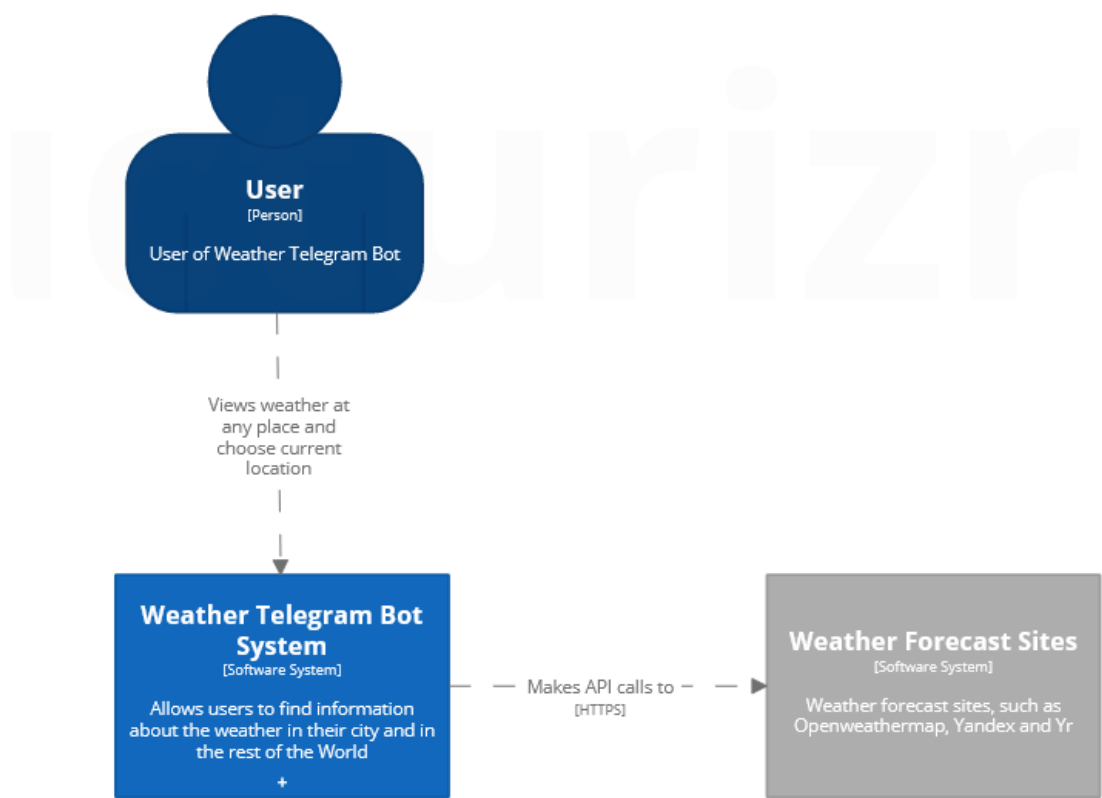 User
[Person]
User of Weather Telegram Bot
Views weather at
any place and
choose current
location
Weather Telegram Bot
System
[Software System]
Allows users to find information
about the weather in their city and in
the rest of the World
+
Makes API calls to
[HTTPS]
Weather Forecast Sites
[Software System]
Weather forecast sites, such as
Openweathermap, Yandex and Yr